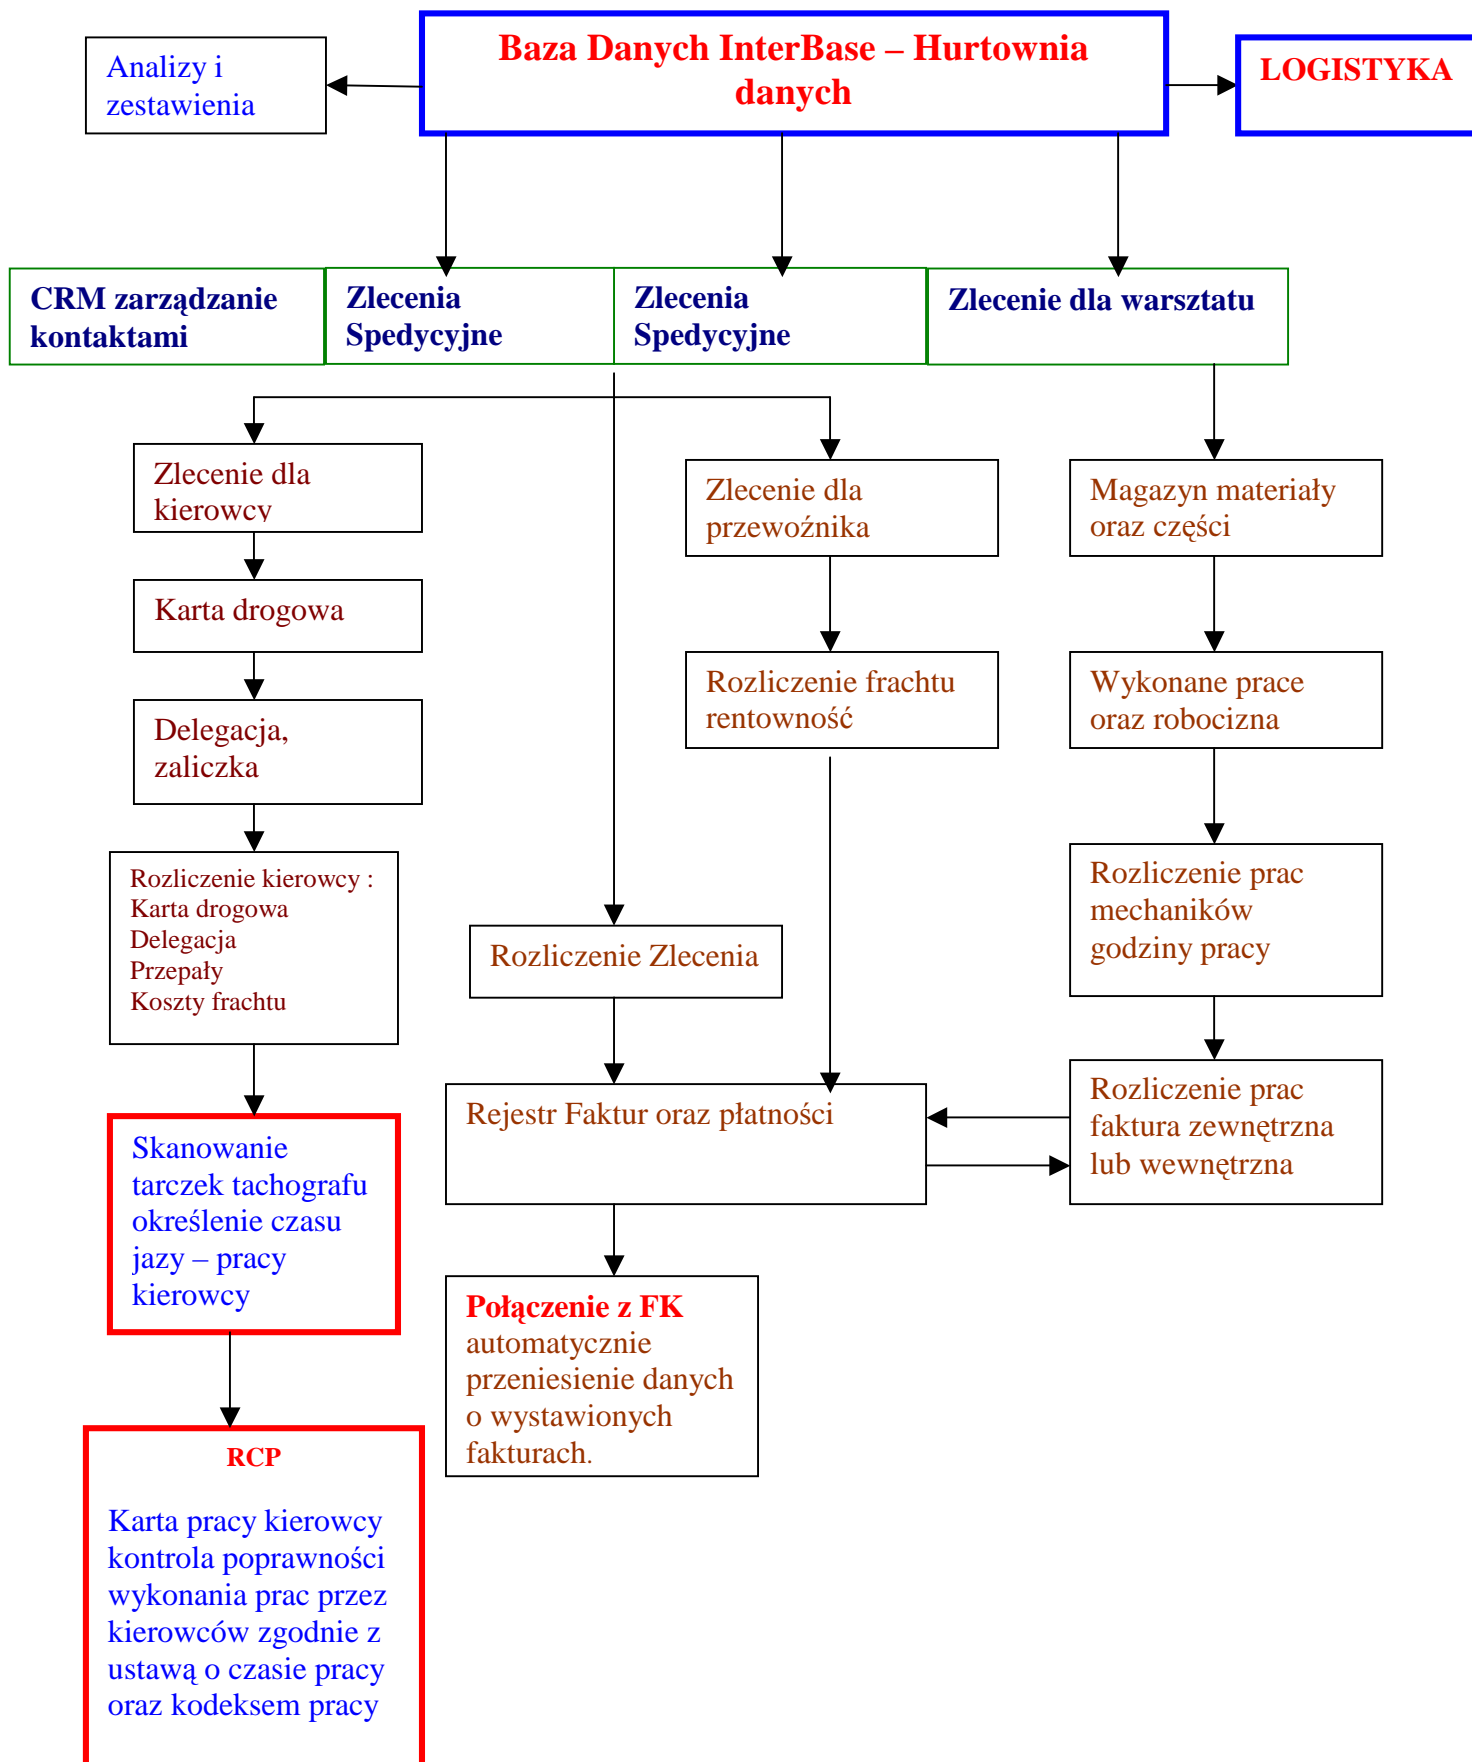 Baza Danych InterBase – Hurtownia
danych
Analizy i
zestawienia
LOGISTYKA
CRM zarządzanie
kontaktami
Zlecenia
Spedycyjne
Zlecenia
Spedycyjne
Zlecenie dla warsztatu
Zlecenie dla
kierowcy
Karta drogowa
Delegacja,
zaliczka
Rozliczenie kierowcy :
Karta drogowa
Delegacja
Przepały
Koszty frachtu
Skanowanie
tarczek tachografu
określenie czasu
jazy – pracy
kierowcy
RCP
Karta pracy kierowcy
kontrola poprawności
wykonania prac przez
kierowców zgodnie z
ustawą o czasie pracy
oraz kodeksem pracy
Rozliczenie Zlecenia
Zlecenie dla
przewoźnika
Rozliczenie frachtu
rentowność
Rejestr Faktur oraz płatności
Połączenie z FK
automatycznie
przeniesienie danych
o wystawionych
fakturach.
Magazyn materiały
oraz części
Wykonane prace
oraz robocizna
Rozliczenie prac
mechaników
godziny pracy
Rozliczenie prac
faktura zewnętrzna
lub wewnętrzna